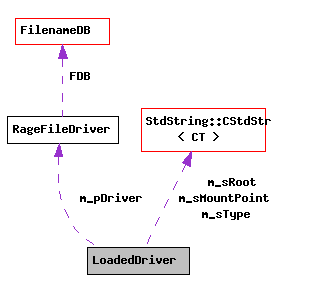 FilenameDB
FDB
RageFileDriver
StdString::CStdStr
< CT >
m_pDriver
m_sRoot
m_sMountPoint
m_sType
LoadedDriver